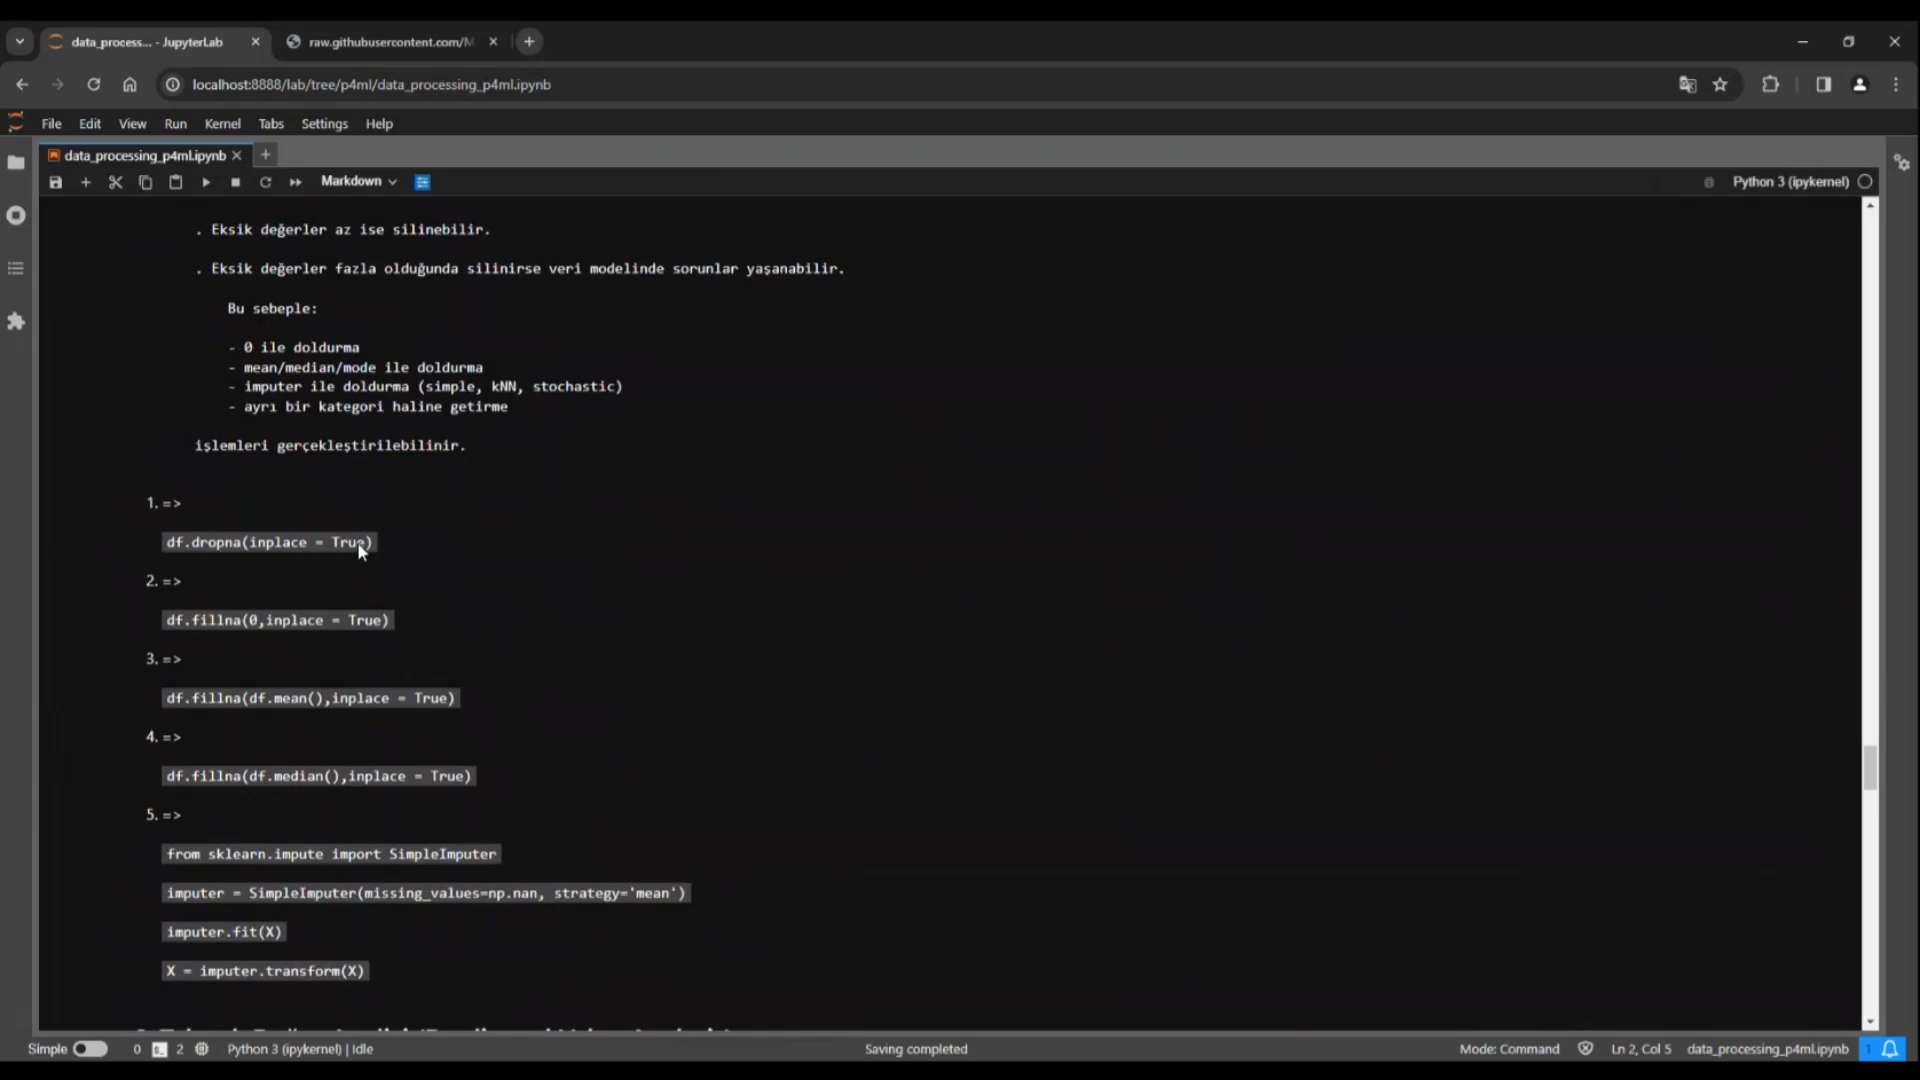 data_process... - JupyterLab
raw.githubusercontent.com/M
localhost:8888/lab/tree/p4ml/data_processing_p4ml.ipynb
File Edit View Run Kernel Tabs Settings Help
data_processing_p4ml.ipynb
Markdown
Python 3 (ipykernel)
. Eksik değerler az ise silinebilir.
. Eksik değerler fazla olduğunda silinirse veri modelinde sorunlar yaşanabilir.
Bu sebeple:
- 0 ile doldurma
- mean/median/mode ile doldurma
- imputer ile doldurma (simple, kNN, stochastic)
- ayrı bir kategori haline getirme
işlemleri gerçekleştirilebilinir.
1. =>
df.dropna(inplace = True)
2. =>
df.fillna(0,inplace = True)
3. =>
df.fillna(df.mean(),inplace = True)
4. =>
df.fillna(df.median(),inplace = True)
5. =>
from sklearn.impute import SimpleImputer
imputer = SimpleImputer(missing_values=np.nan, strategy='mean')
imputer.fit(X)
X = imputer.transform(X)
Simple 0 2 Python 3 (ipykernel) | Idle Saving completed Mode: Command Ln 2, Col 5 data_processing_p4ml.ipynb 1